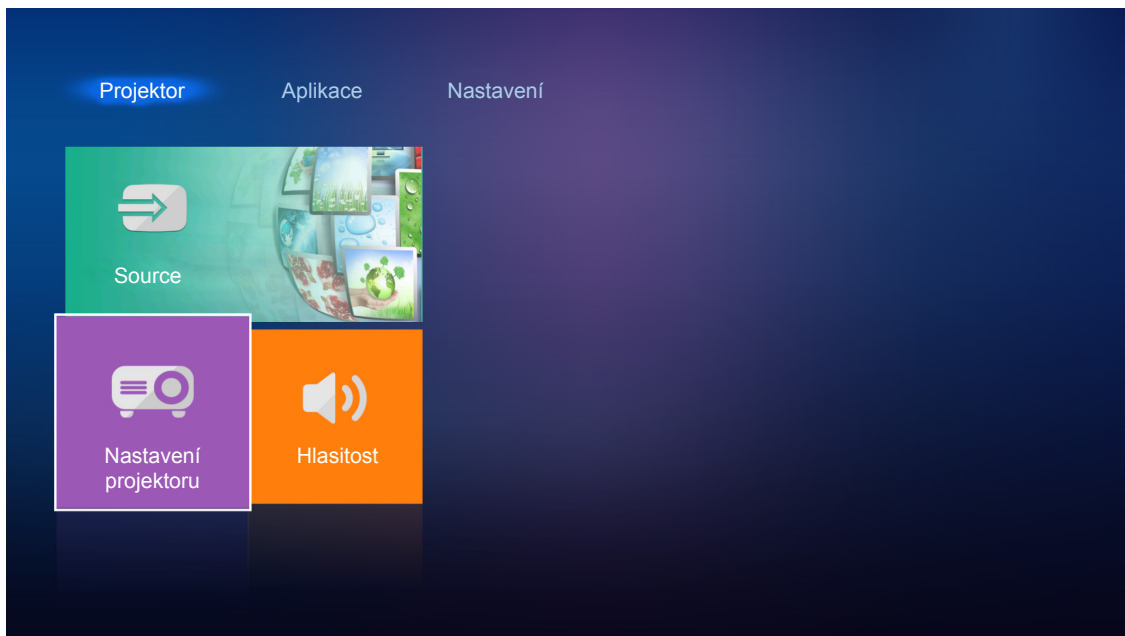 Projektor
Aplikace
Nastavení
Source
Nastavení
projektoru
Hlasitost